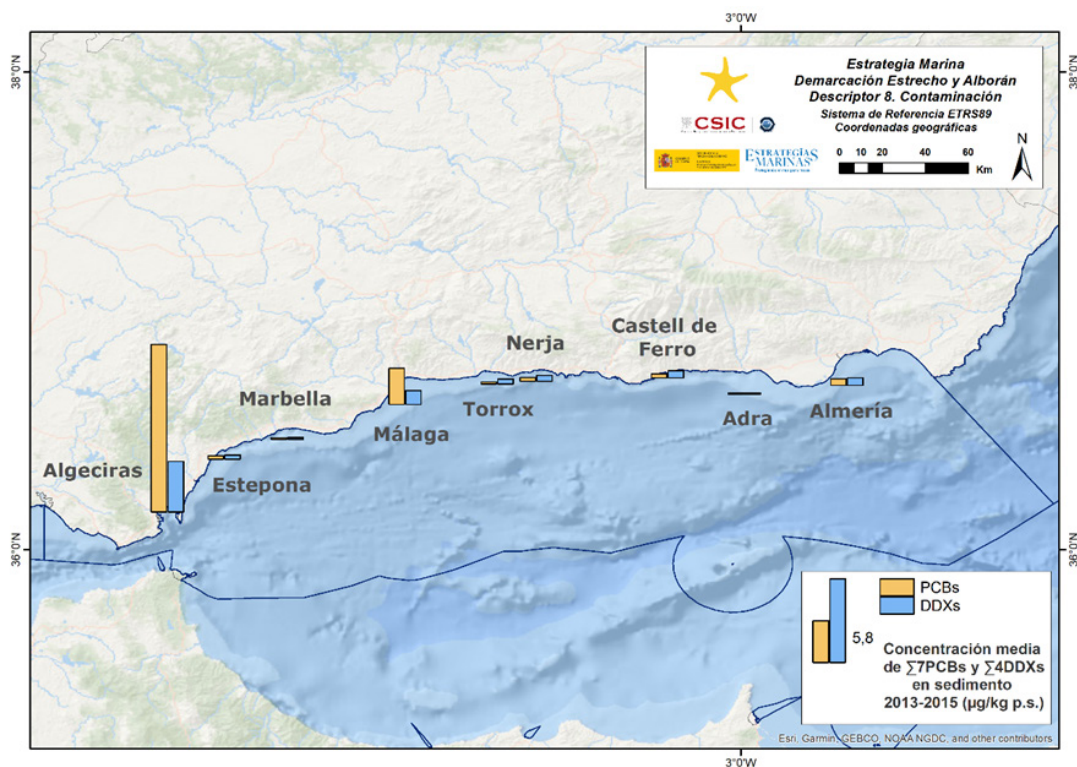 3°0'W
38°0'N
38°0'N
Estrategia Marina
Demarcación Estrecho y Alborán
Descriptor 8. Contaminación
Sistema de Referencia ETRS89
Coordenadas geográficas
CSIC
ESTRATEGIAS
MARINAS
N
0 20 40 60
Km
Castell de
Ferro
Nerja
Marbella
Torrox
Adra
Almería
Málaga
Algeciras
Estepona
36°0'N
36°0'N
PCBs
DDXs
5,8
Concentración media
de ∑7PCBs y ∑4DDXs
en sedimento
2013-2015 (µg/kg p.s.)
Esri, Garmin, GEBCO, NOAA NGDC, and other contributors
3°0'W